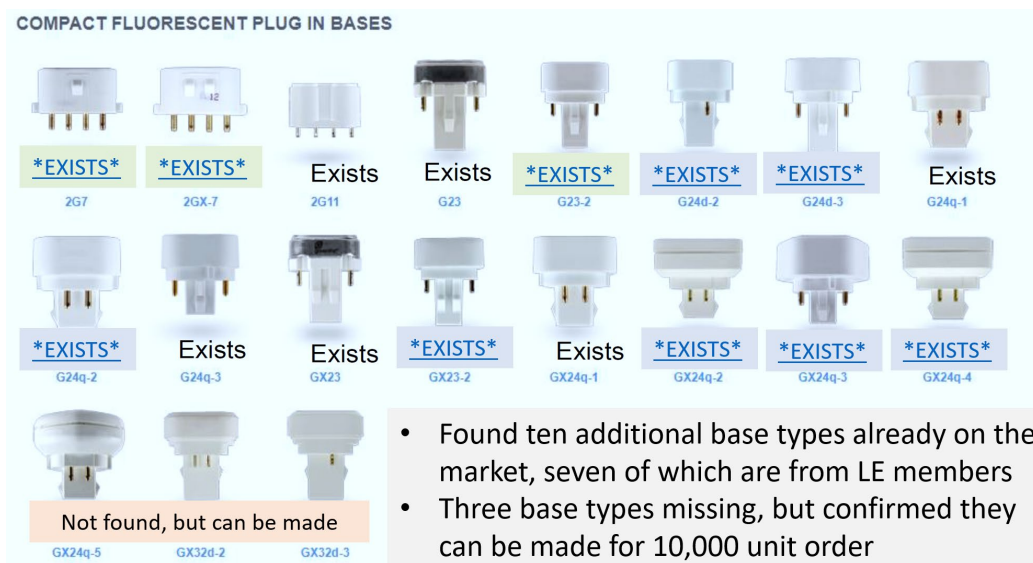 COMPACT FLUORESCENT PLUG IN BASES
12
*EXISTS* *EXISTS* Exists Exists *EXISTS* *EXISTS* *EXISTS* Exists
2G7 2GX-7 2G11 G23 G23-2 G24d-2 G24d-3 G24q-1
*EXISTS* Exists Exists *EXISTS* Exists *EXISTS* *EXISTS* *EXISTS*
G24q-2 G24q-3 GX23 GX23-2 GX24q-1 GX24q-2 GX24q-3 GX24q-4
Not found, but can be made
GX24q-5 GX32d-2 GX32d-3
• Found ten additional base types already on the
market, seven of which are from LE members
• Three base types missing, but confirmed they
can be made for 10,000 unit order